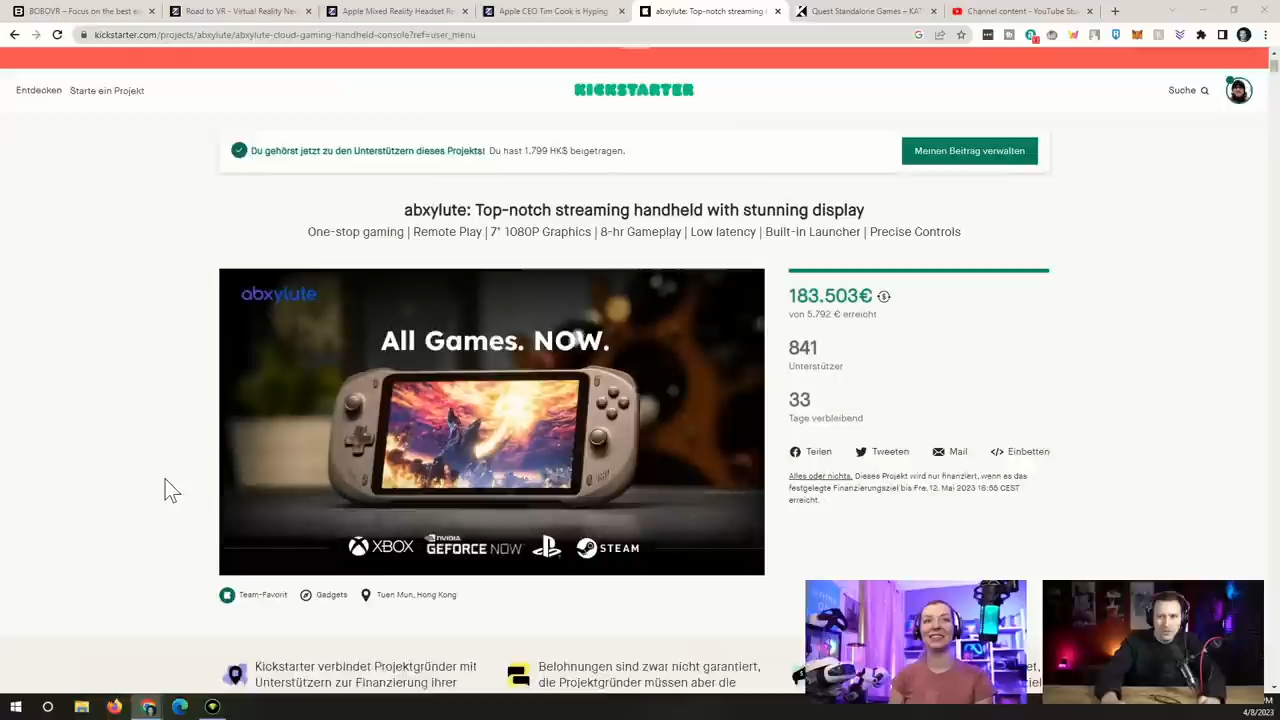 BOBOVR - Focus on the best e
Road to VR - Virtual Reality Ne
Apple Mixed Reality Headset Re
Apple CEO Tim Cook is Hyping
abxylute: Top-notch streaming
Quest Standalone Games – KAT
Channel content - YouTube Stu
kickstarter.com/projects/abxylute/abxylute-cloud-gaming-handheld-console?ref=user_menu
Entdecken Starte ein Projekt
KICKSTARTER
Suche
Du gehörst jetzt zu den Unterstützern dieses Projekts! Du hast 1.799 HK$ beigetragen.
Meinen Beitrag verwalten
abxylute: Top-notch streaming handheld with stunning display
One-stop gaming | Remote Play | 7" 1080P Graphics | 8-hr Gameplay | Low latency | Built-in Launcher | Precise Controls
abxylute
All Games. NOW.
XBOX
NVIDIA
GEFORCE NOW
STEAM
183.503€
von 5.792 € erreicht
841
Unterstützer
33
Tage verbleibend
Teilen Tweeten Mail Einbetten
Alles oder nichts. Dieses Projekt wird nur finanziert, wenn es das
festgelegte Finanzierungsziel bis Fre, 12. Mai 2023 16:55 CEST
erreicht.
Team-Favorit Gadgets Tuen Mun, Hong Kong
Kickstarter verbindet Projektgründer mit
Unterstützern zur Finanzierung ihrer
Belohnungen sind zwar nicht garantiert,
die Projektgründer müssen aber die
4/8/2023